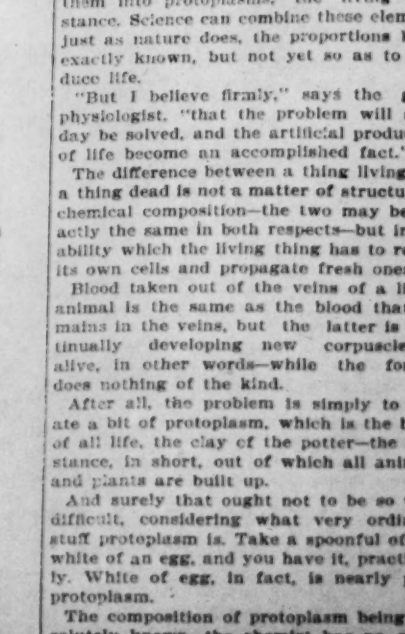 them into protoplasms, the living
stance. Science can combine these elem
just as nature does, the proportions b
exactly known, but not yet so as to
duce life.
"But I believe firmly," says the
physiologist, "that the problem will
day be solved, and the artificial produc
of life become an accomplished fact."
The difference between a thing living
a thing dead is not a matter of structu
chemical composition—the two may be
actly the same in both respects—but in
ability which the living thing has to re
its own cells and propagate fresh ones
Blood taken out of the veins of a li
animal is the same as the blood that
mains in the veins, but the latter is
tinually developing new corpuscle
alive, in other words—while the fo
does nothing of the kind.
After all, the problem is simply to
ate a bit of protoplasm, which is the b
of all life, the clay of the potter—the
stance, in short, out of which all ani
and plants are built up.
And surely that ought not to be so
difficult, considering what very ordi
stuff protoplasm is. Take a spoonful of
white of an egg, and you have it, pract
ly. White of egg, in fact, is nearly
protoplasm.
The composition of protoplasm being